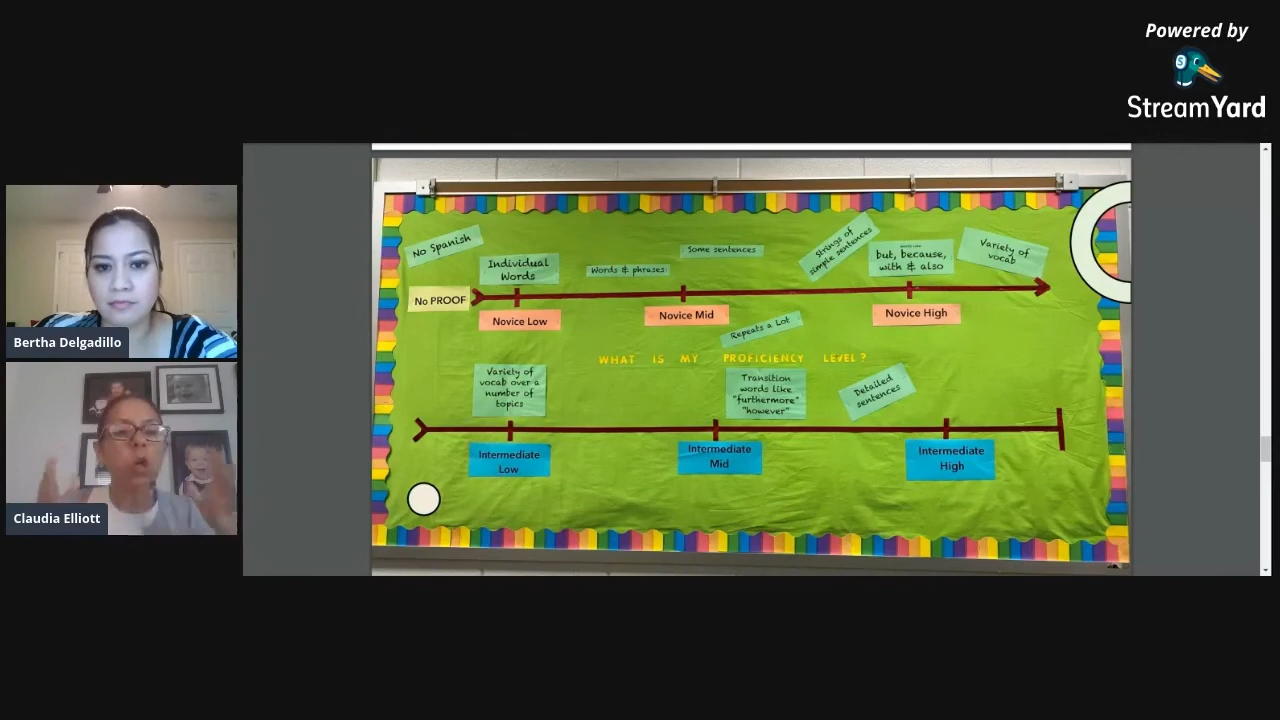 Powered by
StreamYard
Bertha Delgadillo
Claudia Elliott
No Spanish
No PROOF
Individual
Words
Words & phrases
Some sentences
Strings of
simple sentences
but, because,
with & also
Variety of
vocab
Novice Low
Novice Mid
Novice High
Repeats a Lot
WHAT IS MY PROFICIENCY LEVEL?
Variety of
vocab over a
number of
topics
Transition
words like
"furthermore"
"however"
Detailed
sentences
Intermediate
Low
Intermediate
Mid
Intermediate
High